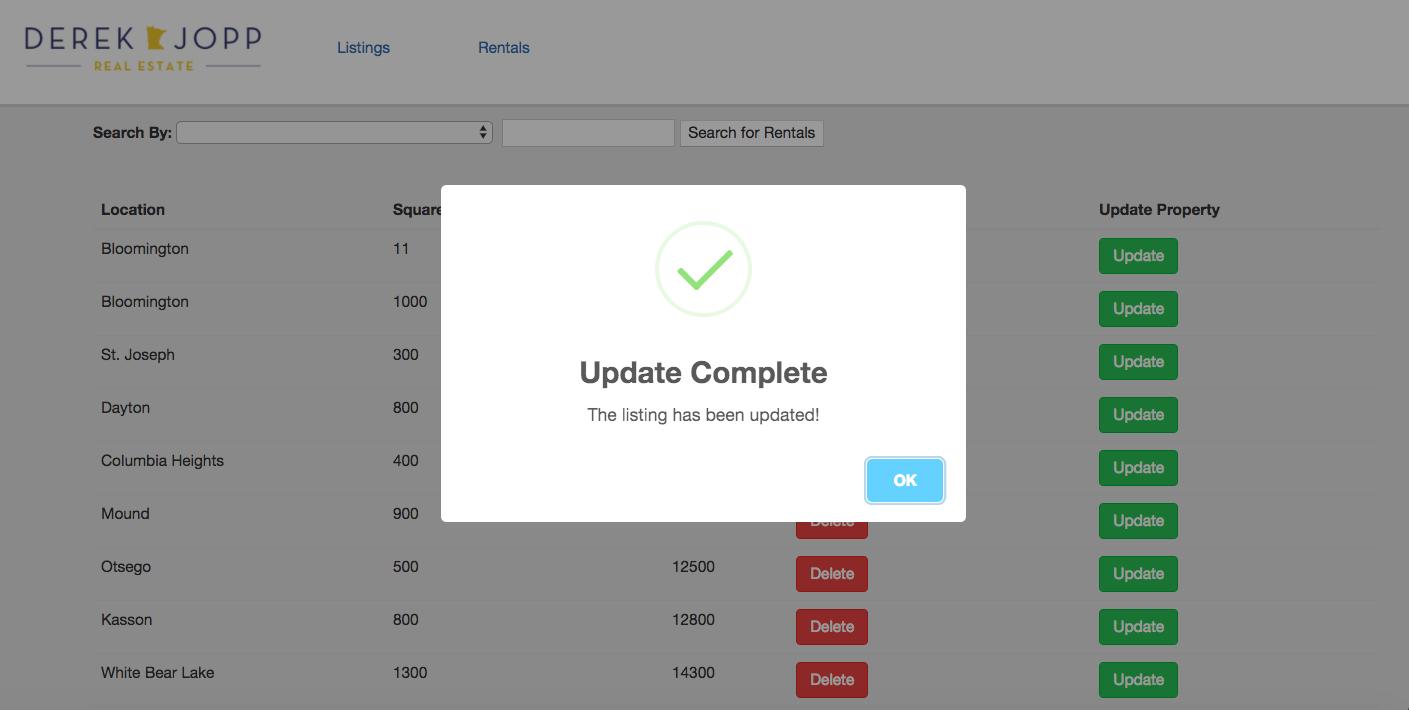 DEREK JOPP
REAL ESTATE
Listings
Rentals
Search By:
Search for Rentals
Location Square Update Property
Bloomington 11 Update
Bloomington 1000 Update
St. Joseph 300 Update
Dayton 800 Update
Columbia Heights 400 Update
Mound 900 Delete Update
Otsego 500 12500 Delete Update
Kasson 800 12800 Delete Update
White Bear Lake 1300 14300 Delete Update
Update Complete
The listing has been updated!
OK